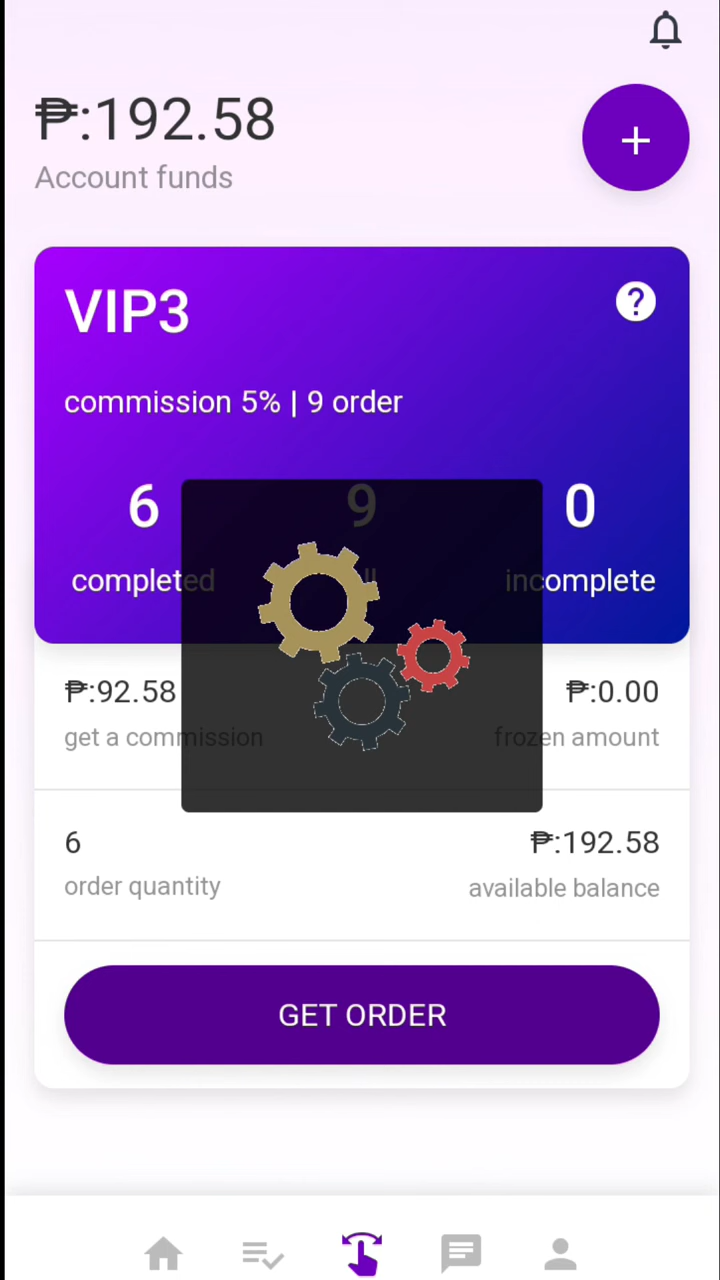 ₱:192.58
Account funds
VIP3
commission 5% | 9 order
6 9 0
completed incomplete
₱:92.58 ₱:0.00
get a commission frozen amount
6 ₱:192.58
order quantity available balance
GET ORDER